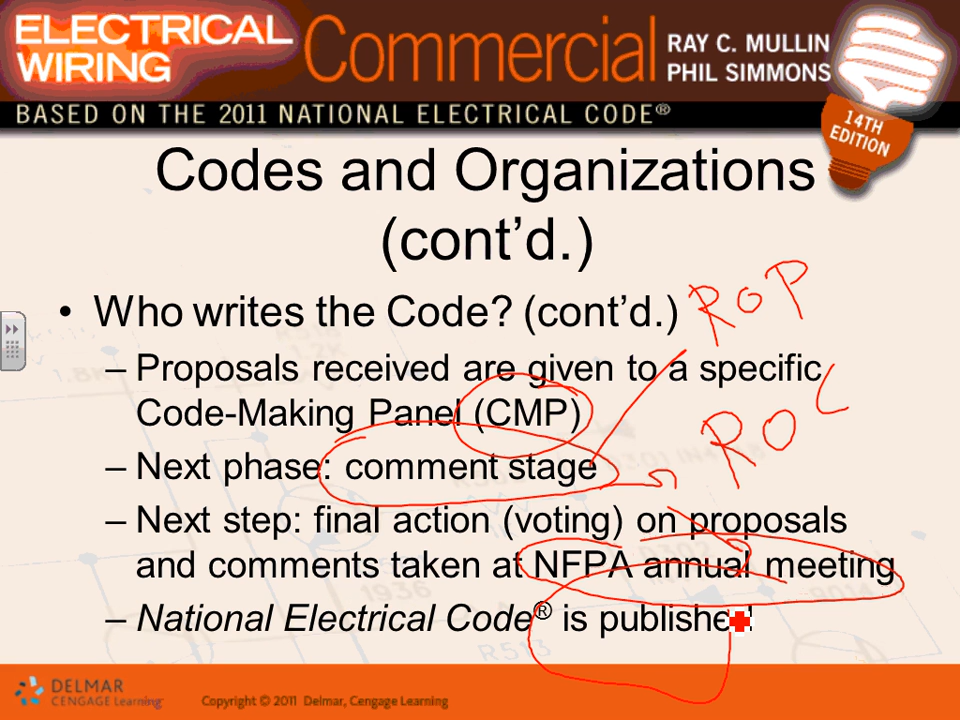 ELECTRICAL
WIRING
Commercial
RAY C. MULLIN
PHIL SIMMONS
BASED ON THE 2011 NATIONAL ELECTRICAL CODE®
14TH
EDITION
Codes and Organizations
(cont’d.)
• Who writes the Code? (cont’d.)
ROP
– Proposals received are given to a specific
Code-Making Panel (CMP)
ROC
– Next phase: comment stage
– Next step: final action (voting) on proposals
and comments taken at NFPA annual meeting
– National Electrical Code® is published
DELMAR
CENGAGE Learning
Copyright © 2011 Delmar, Cengage Learning